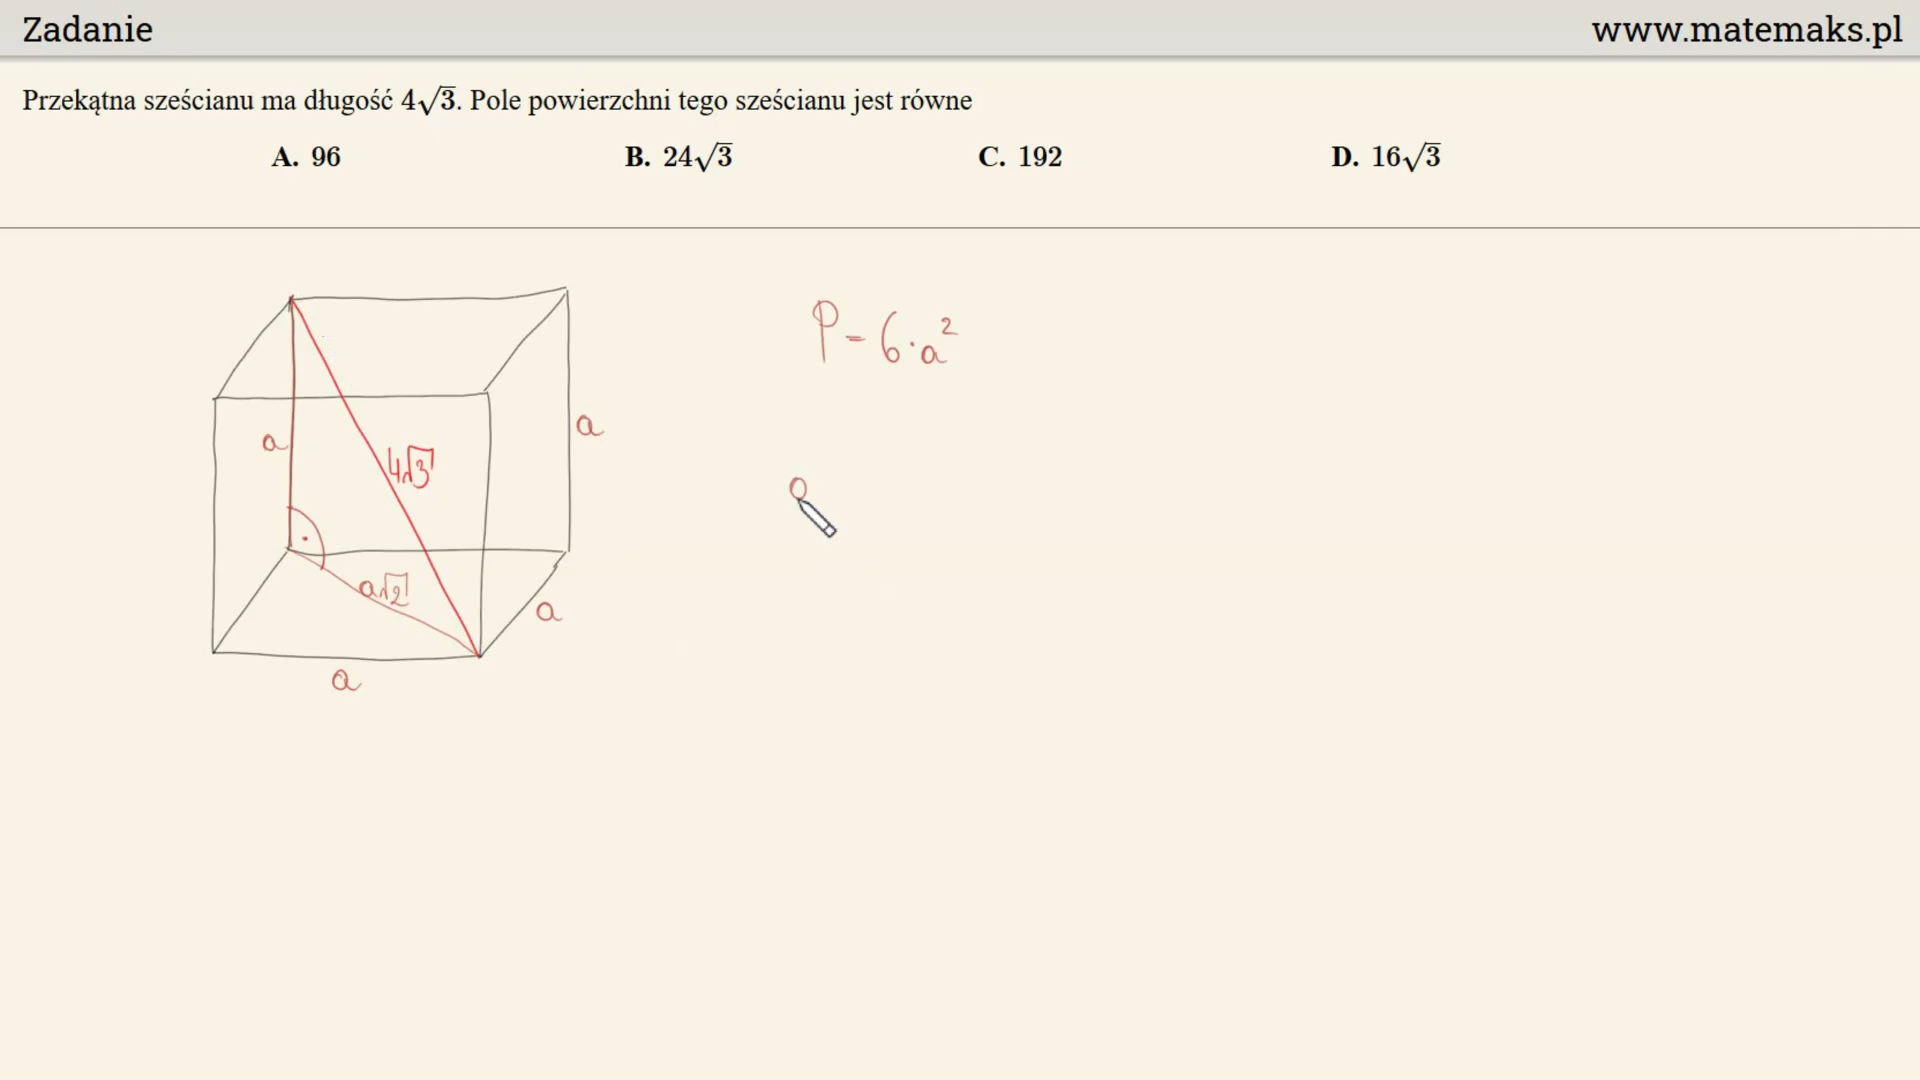 Zadanie
www.matemaks.pl
Przekątna sześcianu ma długość 4√3. Pole powierzchni tego sześcianu jest równe
A. 96 B. 24√3 C. 192 D. 16√3
P = 6·a²
a
a
4√3
a√2
a
a